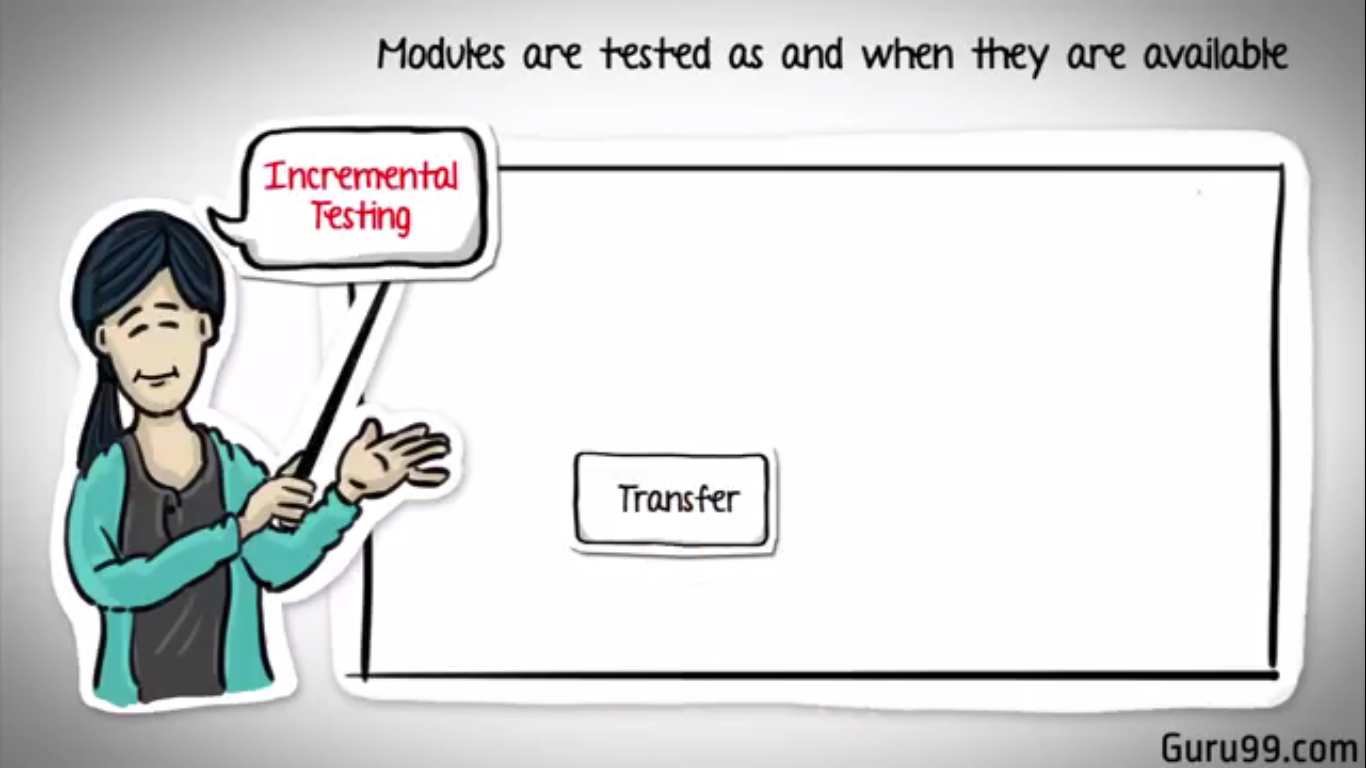 Modules are tested as and when they are available
Incremental
Testing
Transfer
Guru99.com